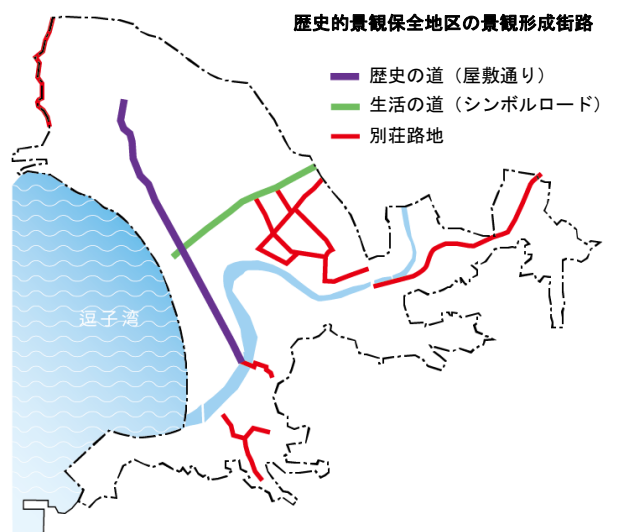 歴史的景観保全地区の景観形成街路
歴史の道（屋敷通り）
生活の道（シンボルロード）
別荘路地
逗子湾